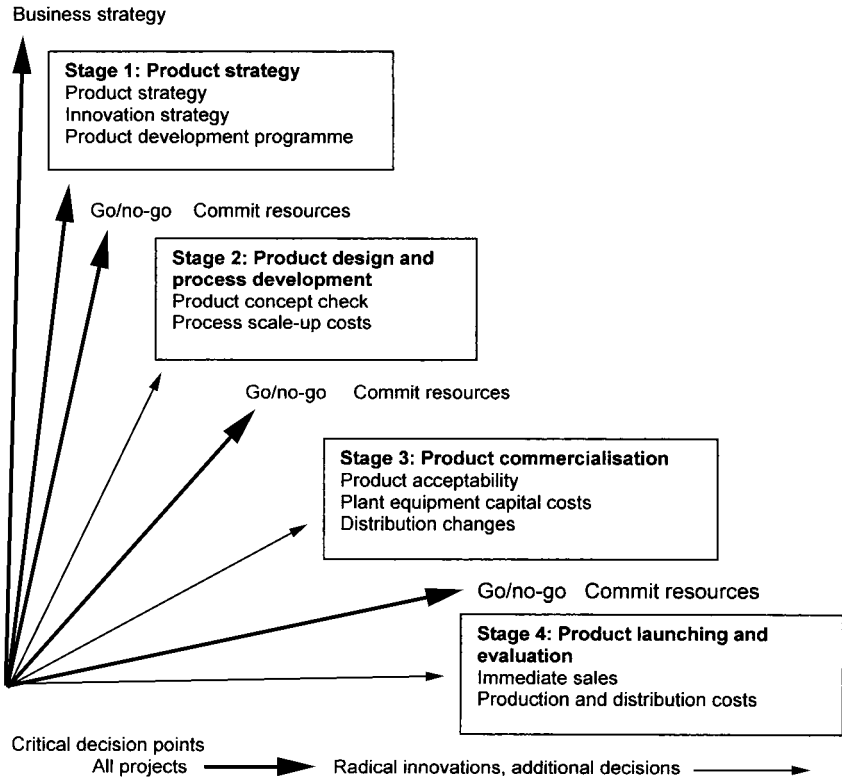 Business strategy
Stage 1: Product strategy
Product strategy
Innovation strategy
Product development programme
Go/no-go Commit resources
Stage 2: Product design and
process development
Product concept check
Process scale-up costs
Go/no-go Commit resources
Stage 3: Product commercialisation
Product acceptability
Plant equipment capital costs
Distribution changes
Go/no-go Commit resources
Stage 4: Product launching and
evaluation
Immediate sales
Production and distribution costs
Critical decision points
All projects Radical innovations, additional decisions